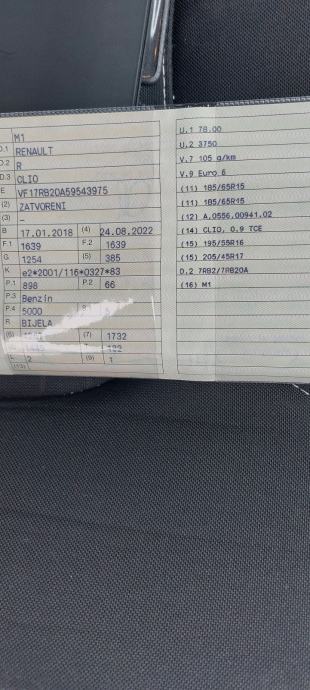 M1
D.1 RENAULT
D.2 R
D.3 CLIO
E VF17RB20A59543975
(2) ZATVORENI
(3) -
B 17.01.2018 (4) 24.08.2022
F.1 1639 F.2 1639
G 1254 (5) 385
K e2*2001/116*0327*83
P.1 898 P.2 66
P.3 Benzin
P.4 5000
R BIJELA
(6) (7) 1732
T 182
L 2 (9) 1
(13)
U.1 78.00
U.2 3750
V.7 105 g/km
V.9 Euro 6
(11) 185/65R15
(11) 185/65R15
(12) A.0556.00941.02
(14) CLIO, 0.9 TCE
(15) 195/55R16
(15) 205/45R17
D.2 7RB2/7RB20A
(16) M1